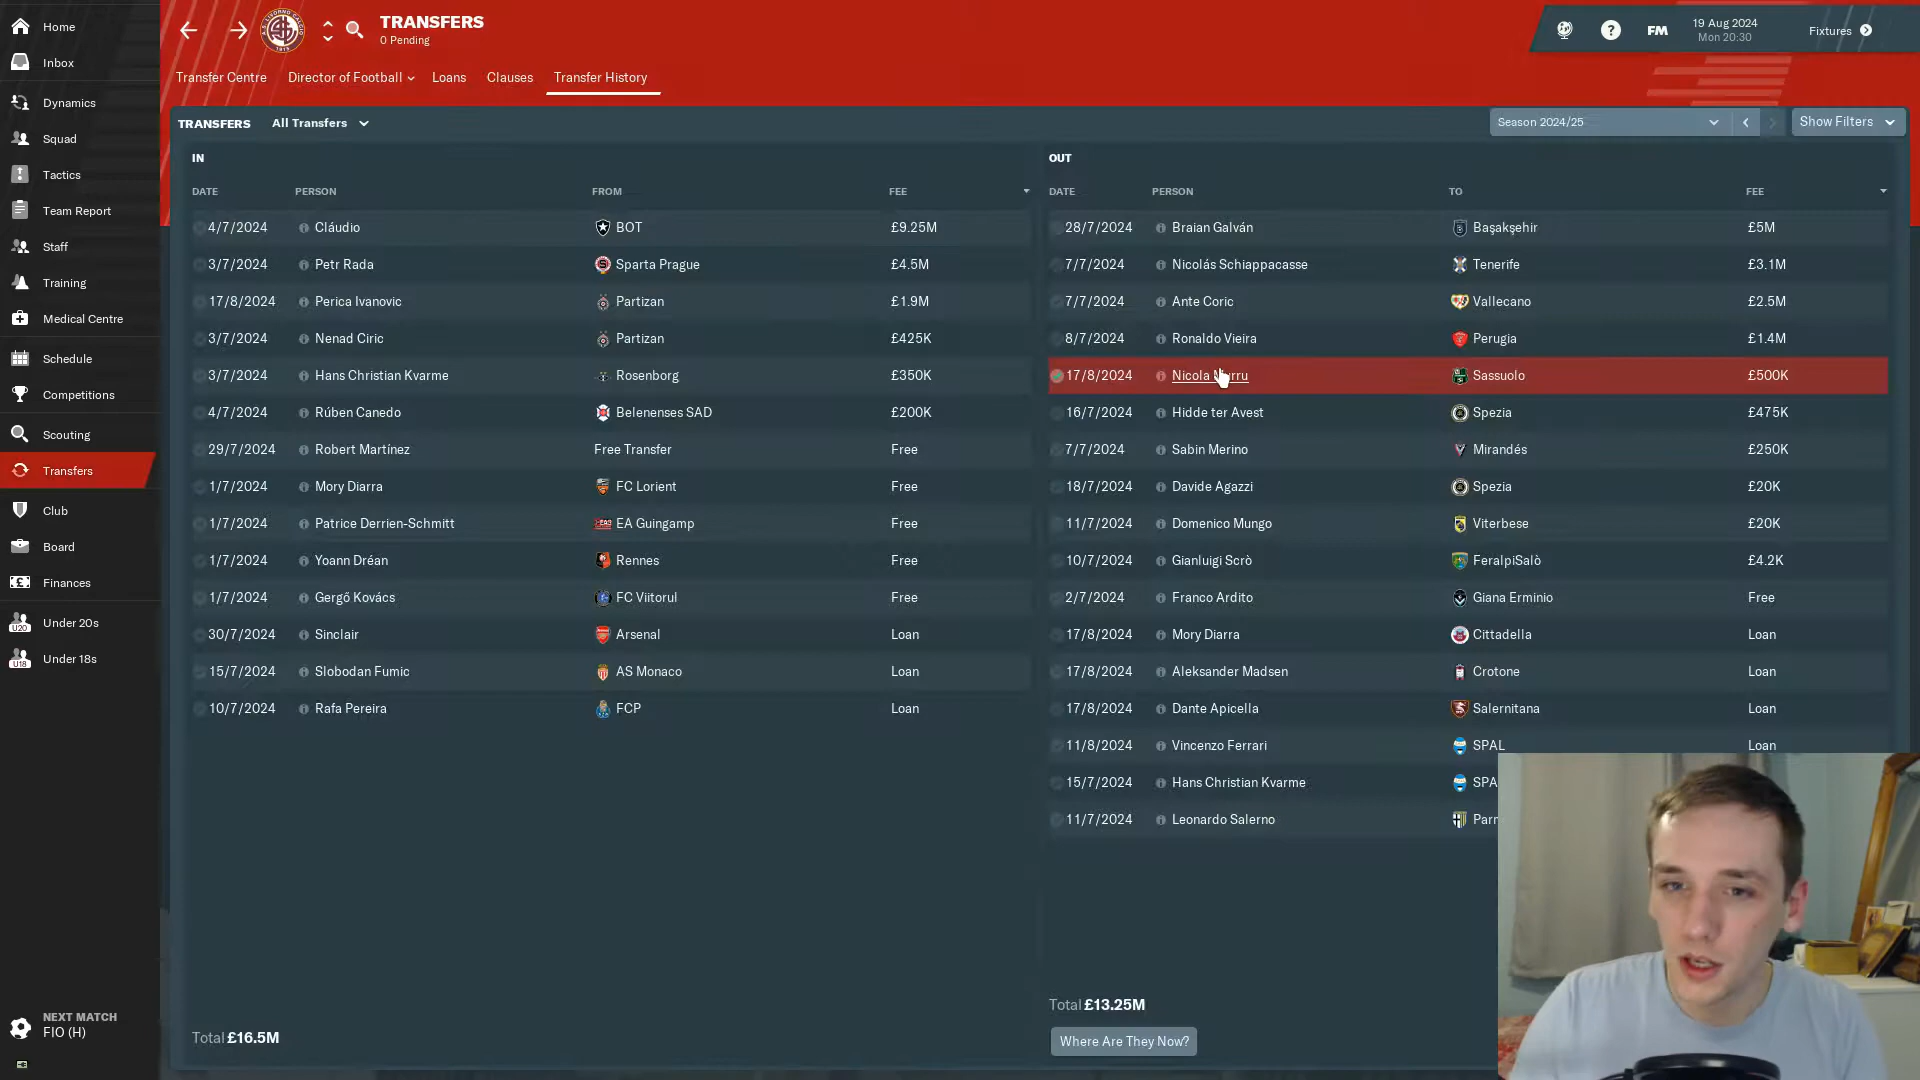 Home
Inbox
Dynamics
Squad
Tactics
Team Report
Staff
Training
Medical Centre
Schedule
Competitions
Scouting
Transfers
Club
Board
Finances
U20 Under 20s
U18 Under 18s
NEXT MATCH
FIO (H)
TRANSFERS
0 Pending
FM
19 Aug 2024
Mon 20:30
Fixtures
Transfer Centre Director of Football Loans Clauses Transfer History
TRANSFERS All Transfers Season 2024/25 Show Filters
IN
DATE PERSON FROM FEE
4/7/2024 Cláudio BOT £9.25M
3/7/2024 Petr Rada Sparta Prague £4.5M
17/8/2024 Perica Ivanovic Partizan £1.9M
3/7/2024 Nenad Ciric Partizan £425K
3/7/2024 Hans Christian Kvarme Rosenborg £350K
4/7/2024 Rúben Canedo Belenenses SAD £200K
29/7/2024 Robert Martínez Free Transfer Free
1/7/2024 Mory Diarra FC Lorient Free
1/7/2024 Patrice Derrien-Schmitt EA Guingamp Free
1/7/2024 Yoann Dréan Rennes Free
1/7/2024 Gergő Kovács FC Viitorul Free
30/7/2024 Sinclair Arsenal Loan
15/7/2024 Slobodan Fumic AS Monaco Loan
10/7/2024 Rafa Pereira FCP Loan
Total £16.5M
OUT
DATE PERSON TO FEE
28/7/2024 Braian Galván Başakşehir £5M
7/7/2024 Nicolás Schiappacasse Tenerife £3.1M
7/7/2024 Ante Coric Vallecano £2.5M
8/7/2024 Ronaldo Vieira Perugia £1.4M
17/8/2024 Nicola Sassuolo £500K
16/7/2024 Hidde ter Avest Spezia £475K
7/7/2024 Sabin Merino Mirandés £250K
18/7/2024 Davide Agazzi Spezia £20K
11/7/2024 Domenico Mungo Viterbese £20K
10/7/2024 Gianluigi Scrò FeralpiSalò £4.2K
2/7/2024 Franco Ardito Giana Erminio Free
17/8/2024 Mory Diarra Cittadella Loan
17/8/2024 Aleksander Madsen Crotone Loan
17/8/2024 Dante Apicella Salernitana Loan
11/8/2024 Vincenzo Ferrari SPAL Loan
15/7/2024 Hans Christian Kvarme SPA
11/7/2024 Leonardo Salerno Parm
Total £13.25M
Where Are They Now?